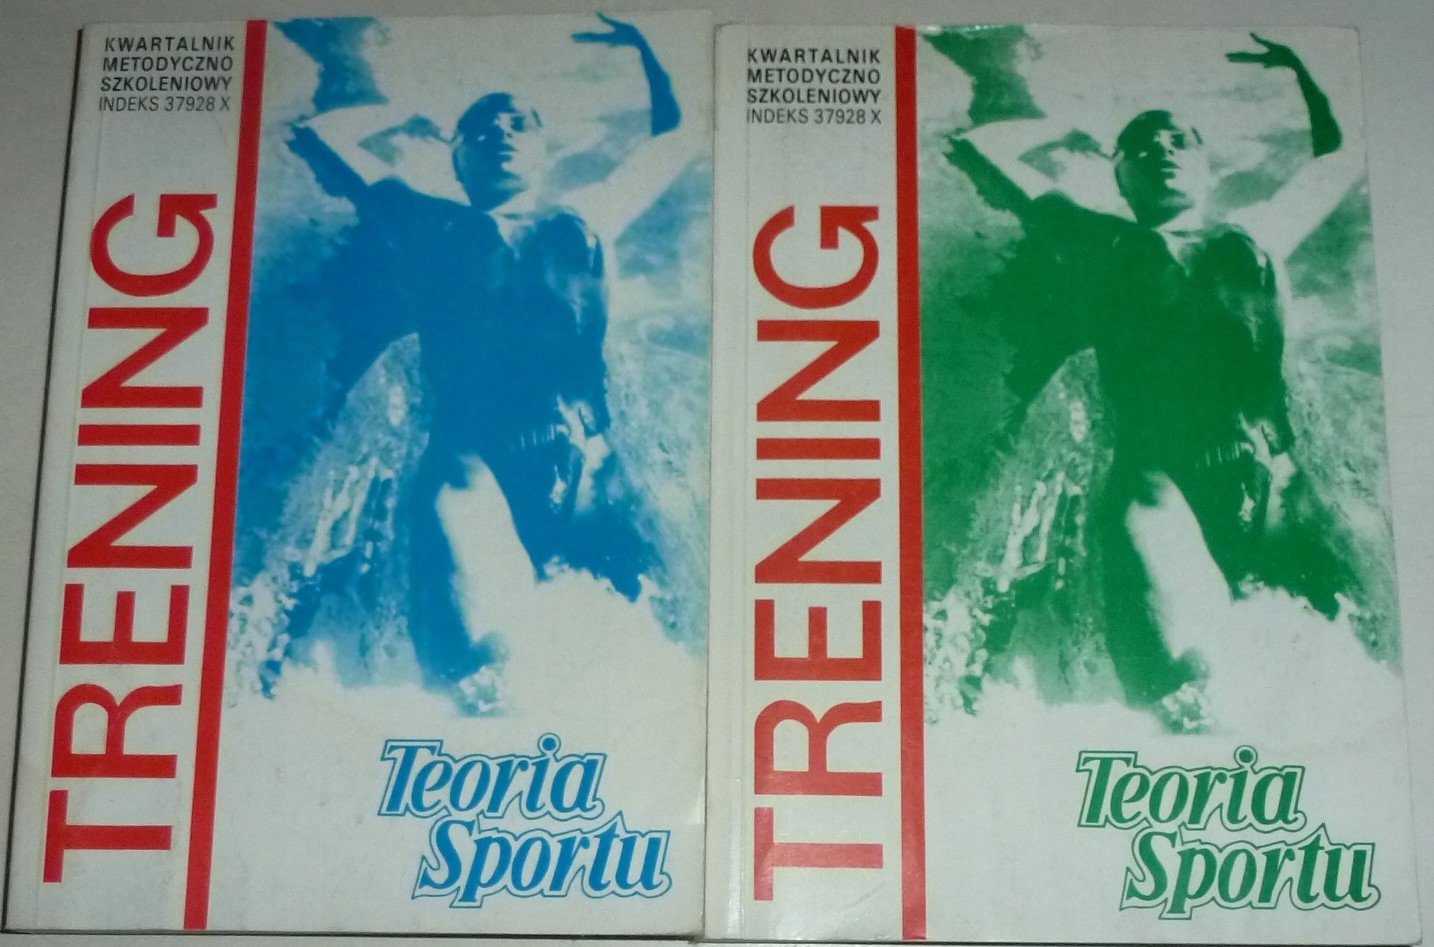 KWARTALNIK
METODYCZNO
SZKOLENIOWY
INDEKS 37928 X
TRENING
Teoria
Sportu
KWARTALNIK
METODYCZNO
SZKOLENIOWY
INDEKS 37928 X
TRENING
Teoria
Sportu